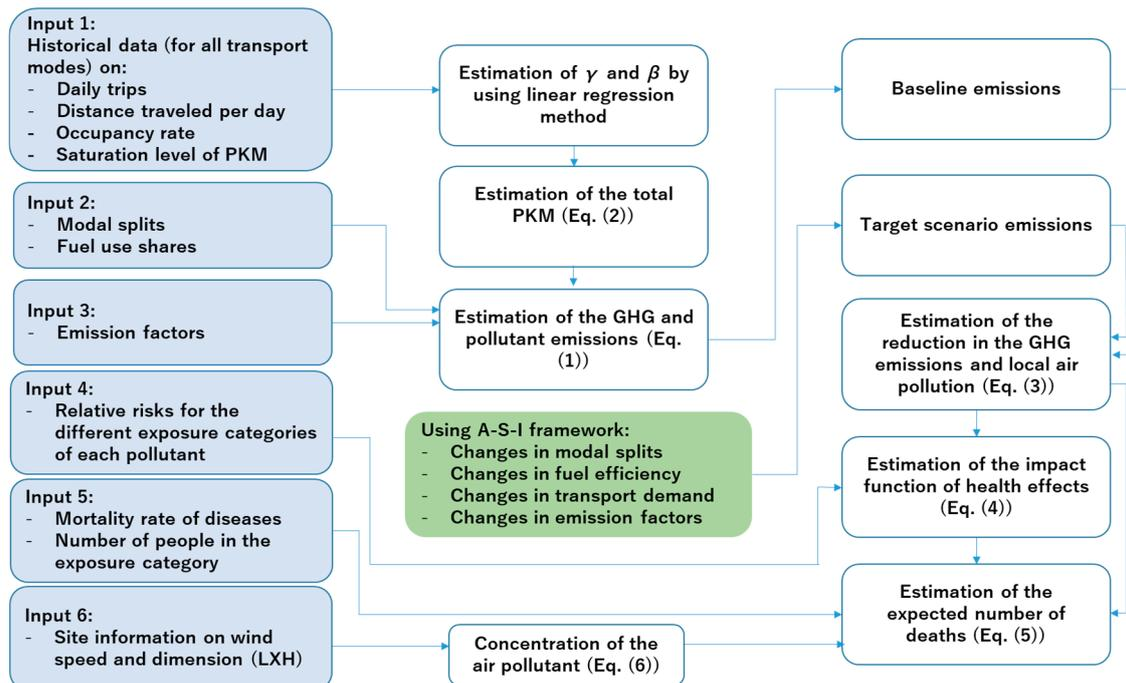 Input 1:
Historical data (for all transport
modes) on:
- Daily trips
- Distance traveled per day
- Occupancy rate
- Saturation level of PKM
Input 2:
- Modal splits
- Fuel use shares
Input 3:
- Emission factors
Input 4:
- Relative risks for the
different exposure categories
of each pollutant
Input 5:
- Mortality rate of diseases
- Number of people in the
exposure category
Input 6:
- Site information on wind
speed and dimension (LXH)
Estimation of γ and β by
using linear regression
method
Estimation of the total
PKM (Eq. (2))
Estimation of the GHG and
pollutant emissions (Eq.
(1))
Using A-S-I framework:
- Changes in modal splits
- Changes in fuel efficiency
- Changes in transport demand
- Changes in emission factors
Concentration of the
air pollutant (Eq. (6))
Baseline emissions
Target scenario emissions
Estimation of the
reduction in the GHG
emissions and local air
pollution (Eq. (3))
Estimation of the impact
function of health effects
(Eq. (4))
Estimation of the
expected number of
deaths (Eq. (5))